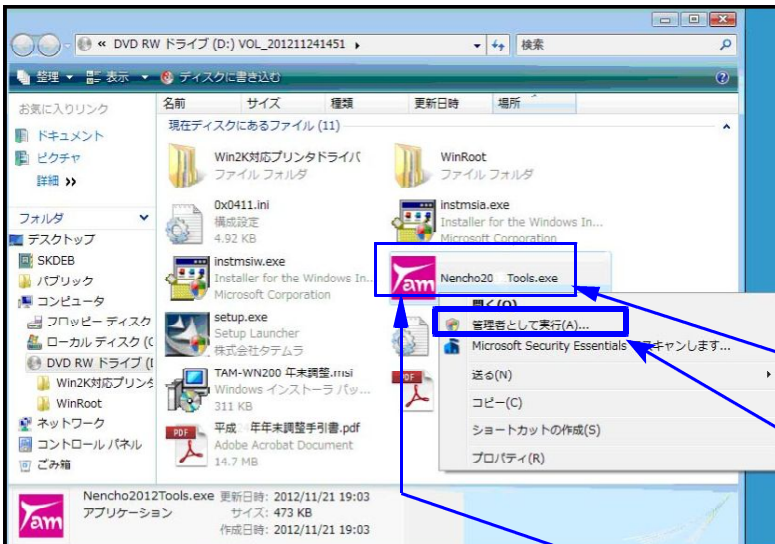 « DVD RW ドライブ (D:) VOL_201211241451
検索
整理 表示 ディスクに書き込む
お気に入りリンク
ドキュメント
ピクチャ
詳細 »
フォルダ
デスクトップ
SKDEB
パブリック
コンピュータ
フロッピー ディスク
ローカル ディスク (C
DVD RW ドライブ (
Win2K対応プリンタ
WinRoot
ネットワーク
コントロール パネル
ごみ箱
名前 サイズ 種類 更新日時 場所
現在ディスクにあるファイル (11)
Win2K対応プリンタドライバ
ファイル フォルダ
WinRoot
ファイル フォルダ
0x0411.ini
構成設定
4.92 KB
instmsia.exe
Installer for the Windows In...
Microsoft Corporation
instmsiw.exe
Installer for the Windows In...
Microsoft Corporation
Tam
Nencho20 Tools.exe
setup.exe
Setup Launcher
株式会社タテムラ
TAM-WN200 年末調整.msi
Windows インストーラ パッ...
311 KB
PDF
平成 年年末調整手引書.pdf
Adobe Acrobat Document
14.7 MB
PDF
開く(O)
管理者として実行(A)...
Microsoft Security Essentials でスキャンします...
送る(N)
コピー(C)
ショートカットの作成(S)
プロパティ(R)
Tam
Nencho2012Tools.exe 更新日時: 2012/11/21 19:03
アプリケーション サイズ: 473 KB
作成日時: 2012/11/21 19:03